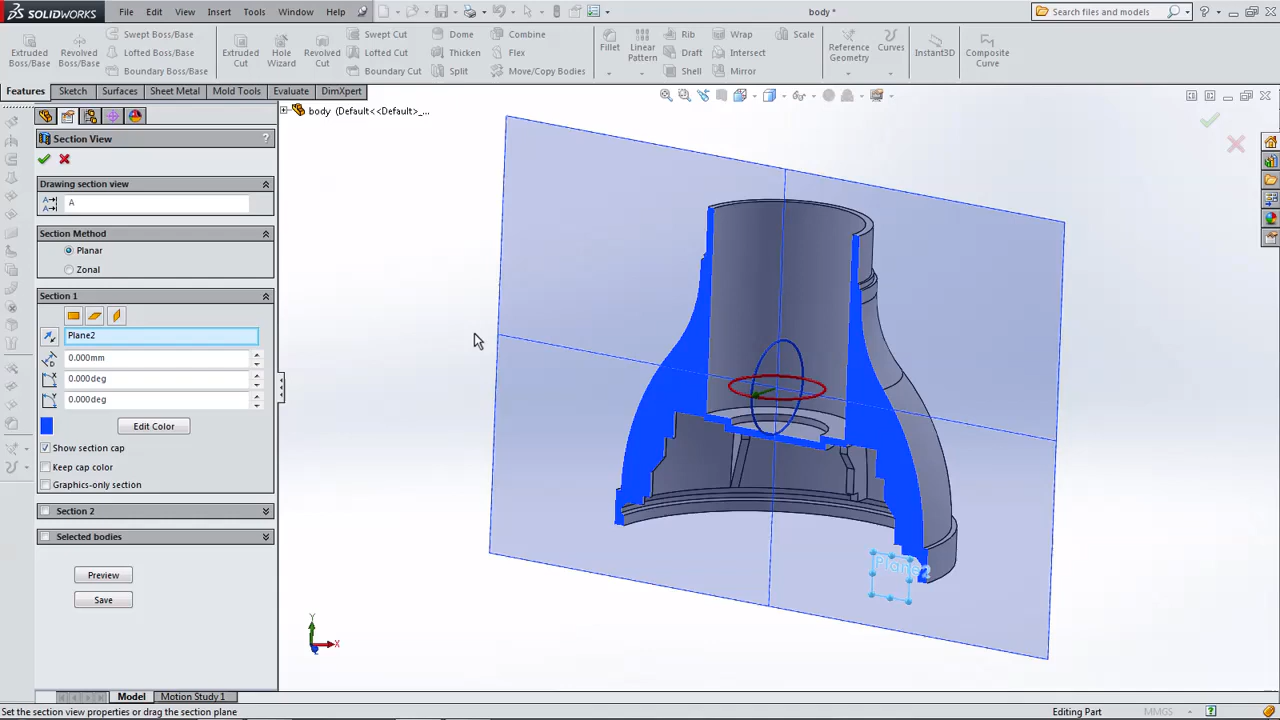 SOLIDWORKS File Edit View Insert Tools Window Help body * Search files and models
Extruded Boss/Base Revolved Boss/Base Swept Boss/Base Lofted Boss/Base Boundary Boss/Base Extruded Cut Hole Wizard Revolved Cut Swept Cut Lofted Cut Boundary Cut Dome Thicken Split Combine Flex Move/Copy Bodies Fillet Linear Pattern Rib Draft Shell Wrap Intersect Mirror Scale Reference Geometry Curves Instant3D Composite Curve
Features Sketch Surfaces Sheet Metal Mold Tools Evaluate DimXpert
body (Default<<Default>_...
Section View ?
Drawing section view
A
Section Method
Planar
Zonal
Section 1
Plane2
0.000mm
0.000deg
0.000deg
Edit Color
Show section cap
Keep cap color
Graphics-only section
Section 2
Selected bodies
Preview
Save
Plane2
Y
X
Model Motion Study 1
Set the section view properties or drag the section plane Editing Part MMGS